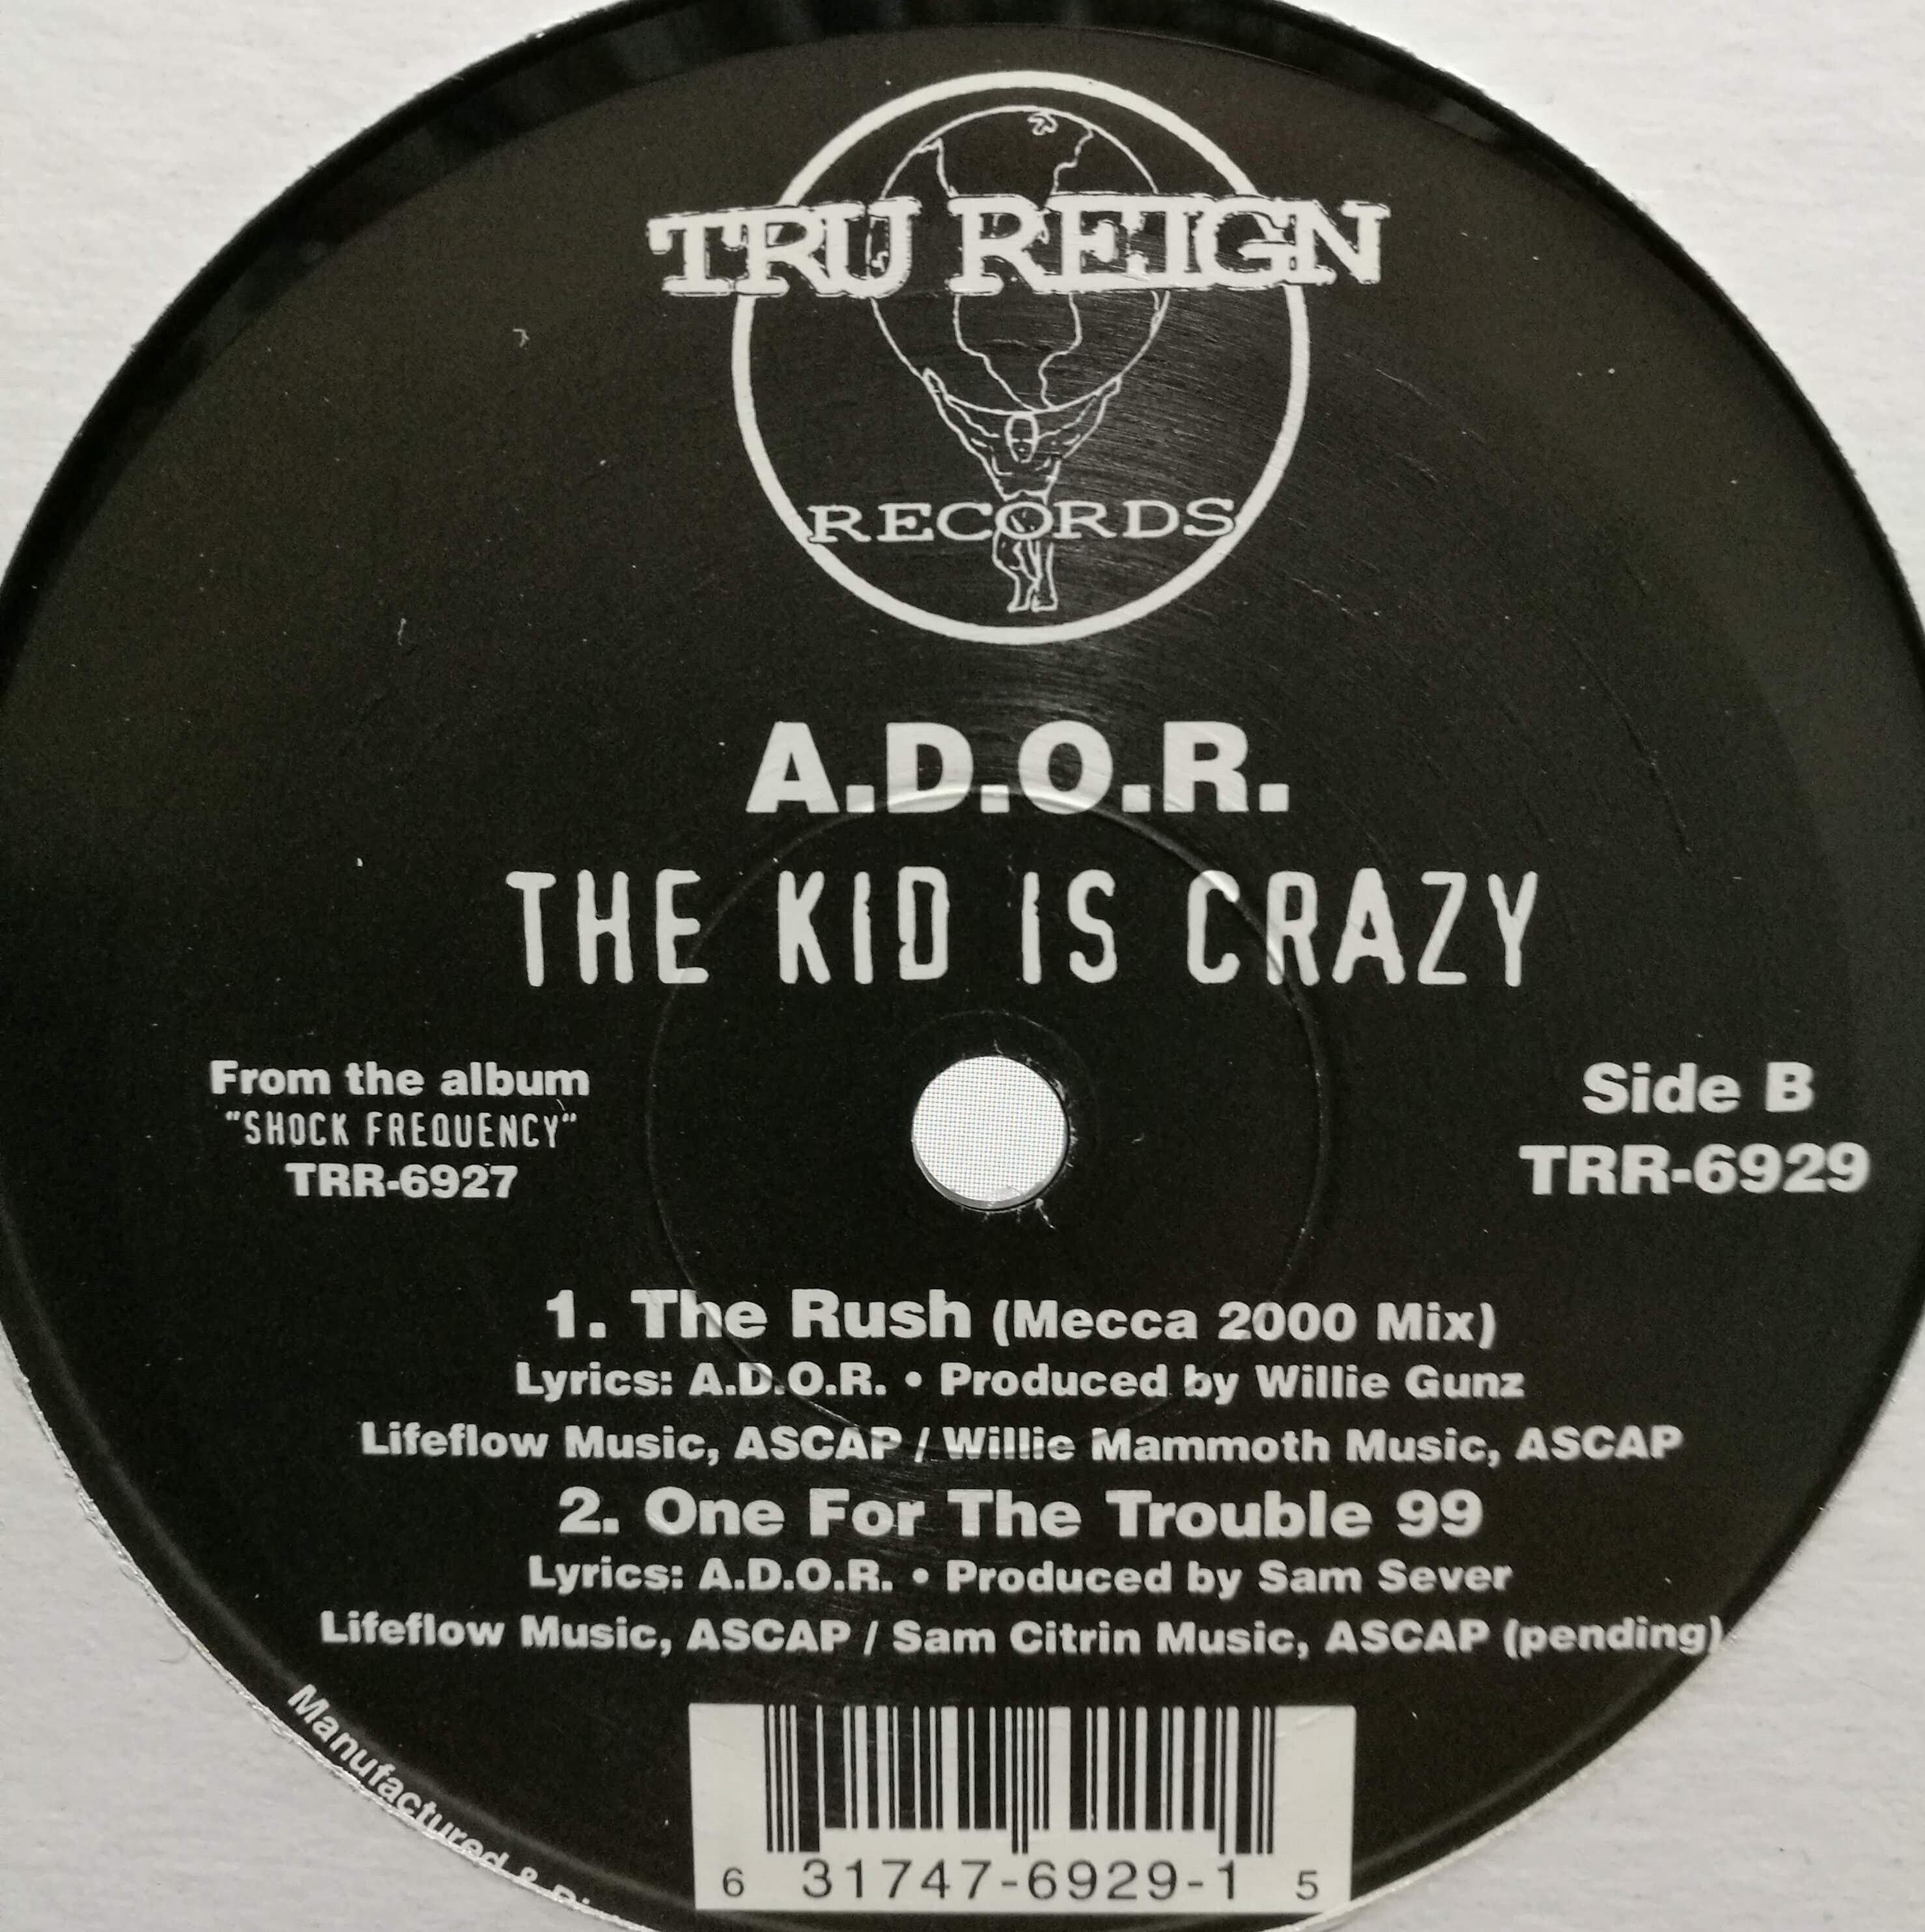 TRU REIGN
RECORDS
A.D.O.R.
THE KID IS CRAZY
From the album
"SHOCK FREQUENCY"
TRR-6927
Side B
TRR-6929
1. The Rush (Mecca 2000 Mix)
Lyrics: A.D.O.R. • Produced by Willie Gunz
Lifeflow Music, ASCAP / Willie Mammoth Music, ASCAP
2. One For The Trouble 99
Lyrics: A.D.O.R. • Produced by Sam Sever
Lifeflow Music, ASCAP / Sam Citrin Music, ASCAP (pending)
Manufactured &
6 31747-6929-1 5